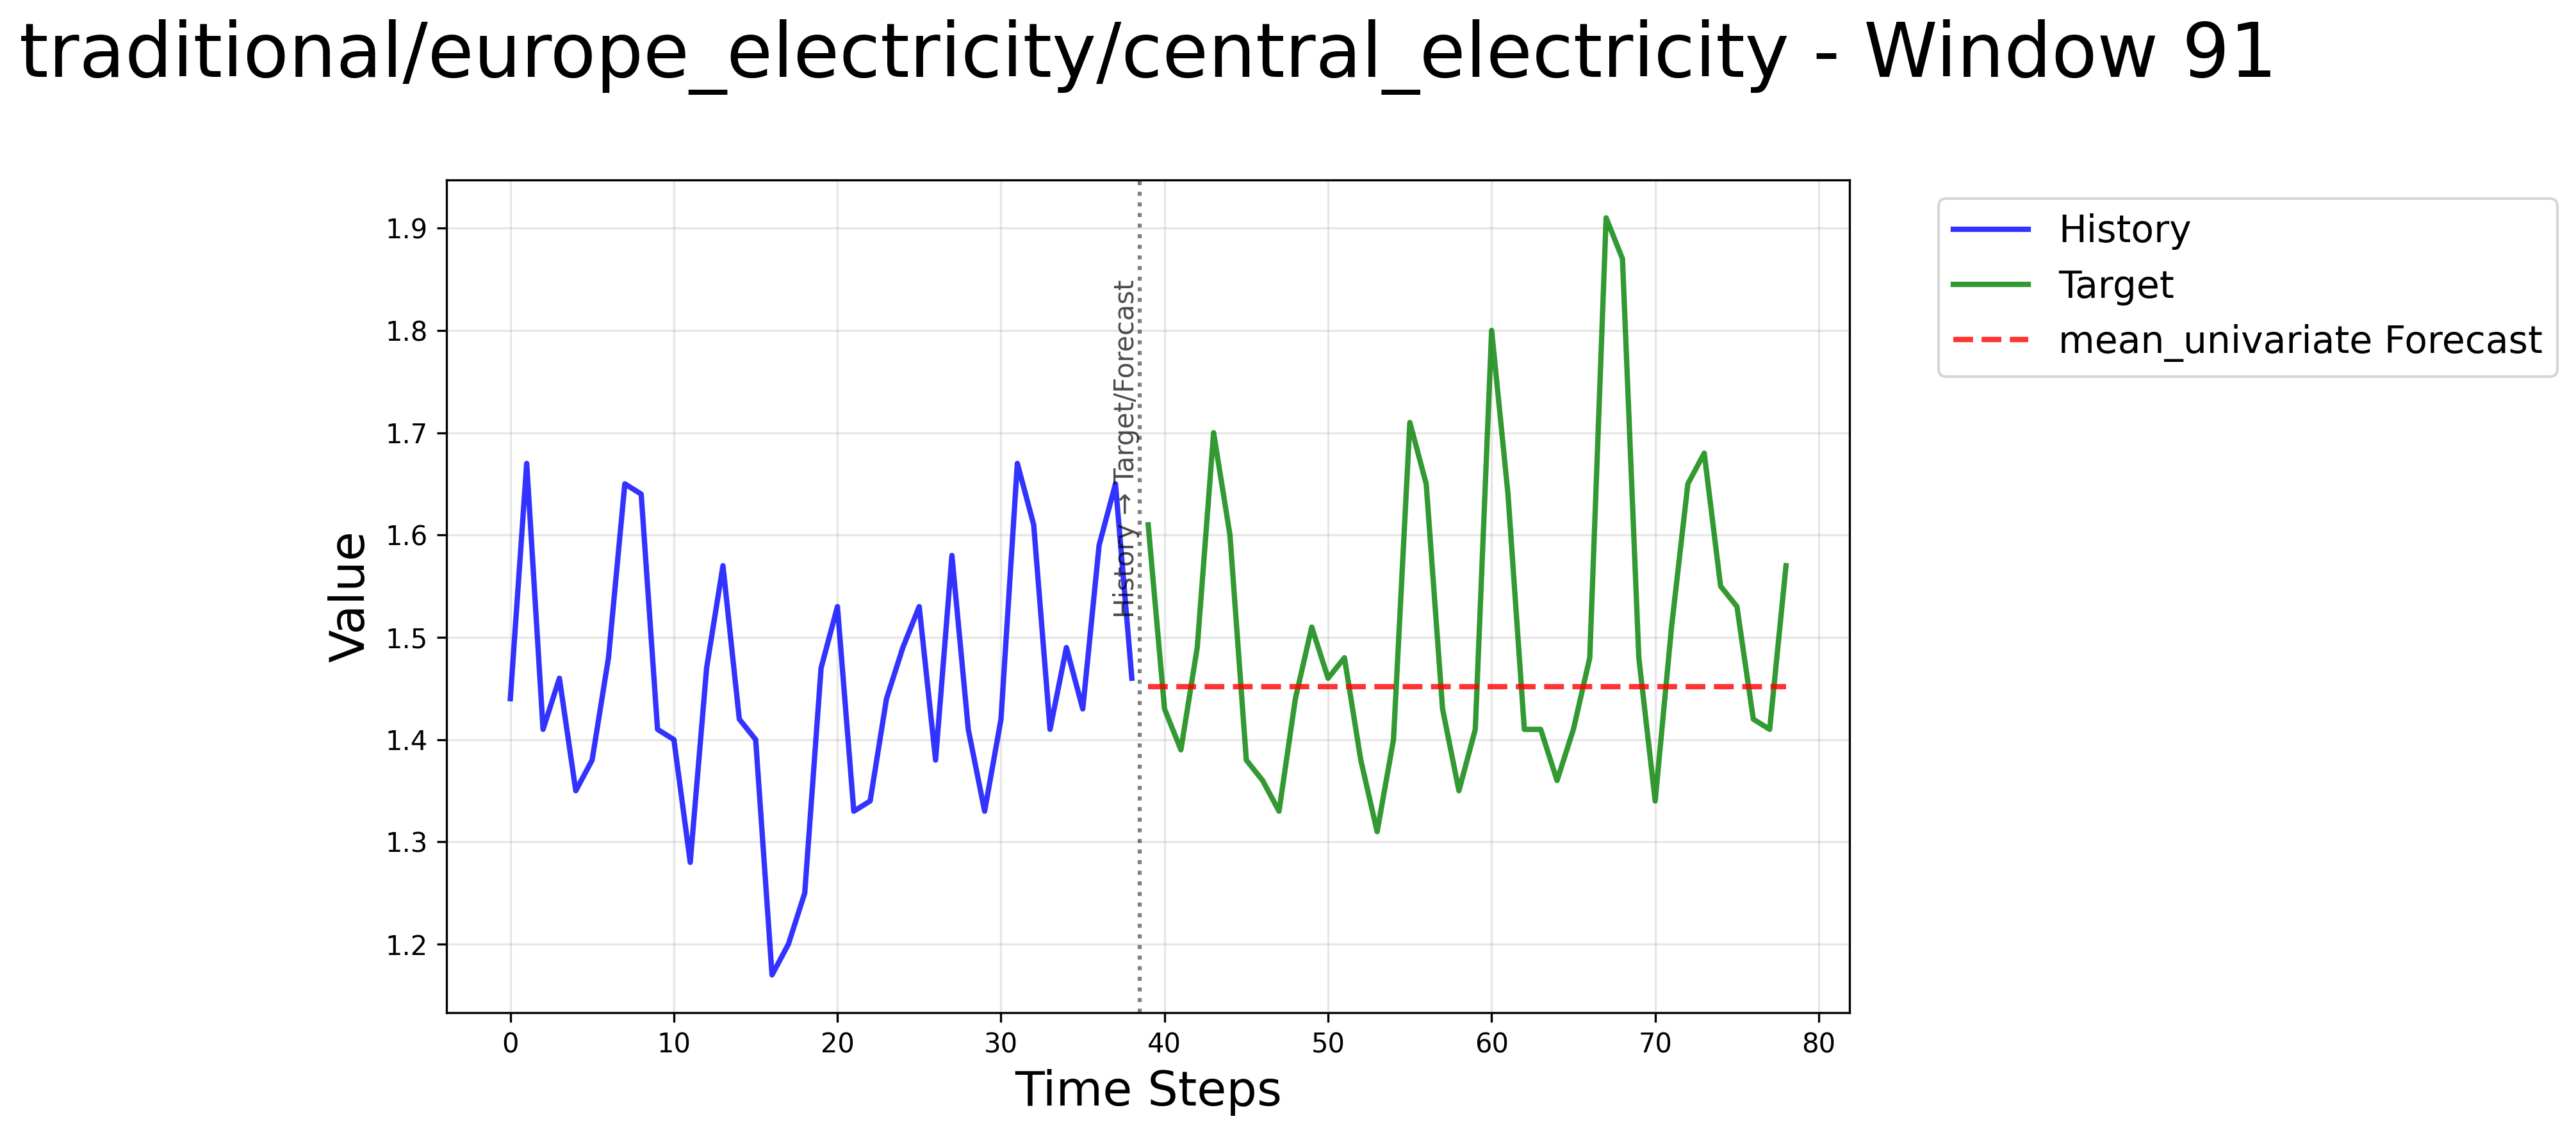 traditional/europe_electricity/central_electricity - Window 91
History
Target
mean_univariate Forecast
History → Target/Forecast
Value
1.9
1.8
1.7
1.6
1.5
1.4
1.3
1.2
0
10
20
30
40
50
60
70
80
Time Steps